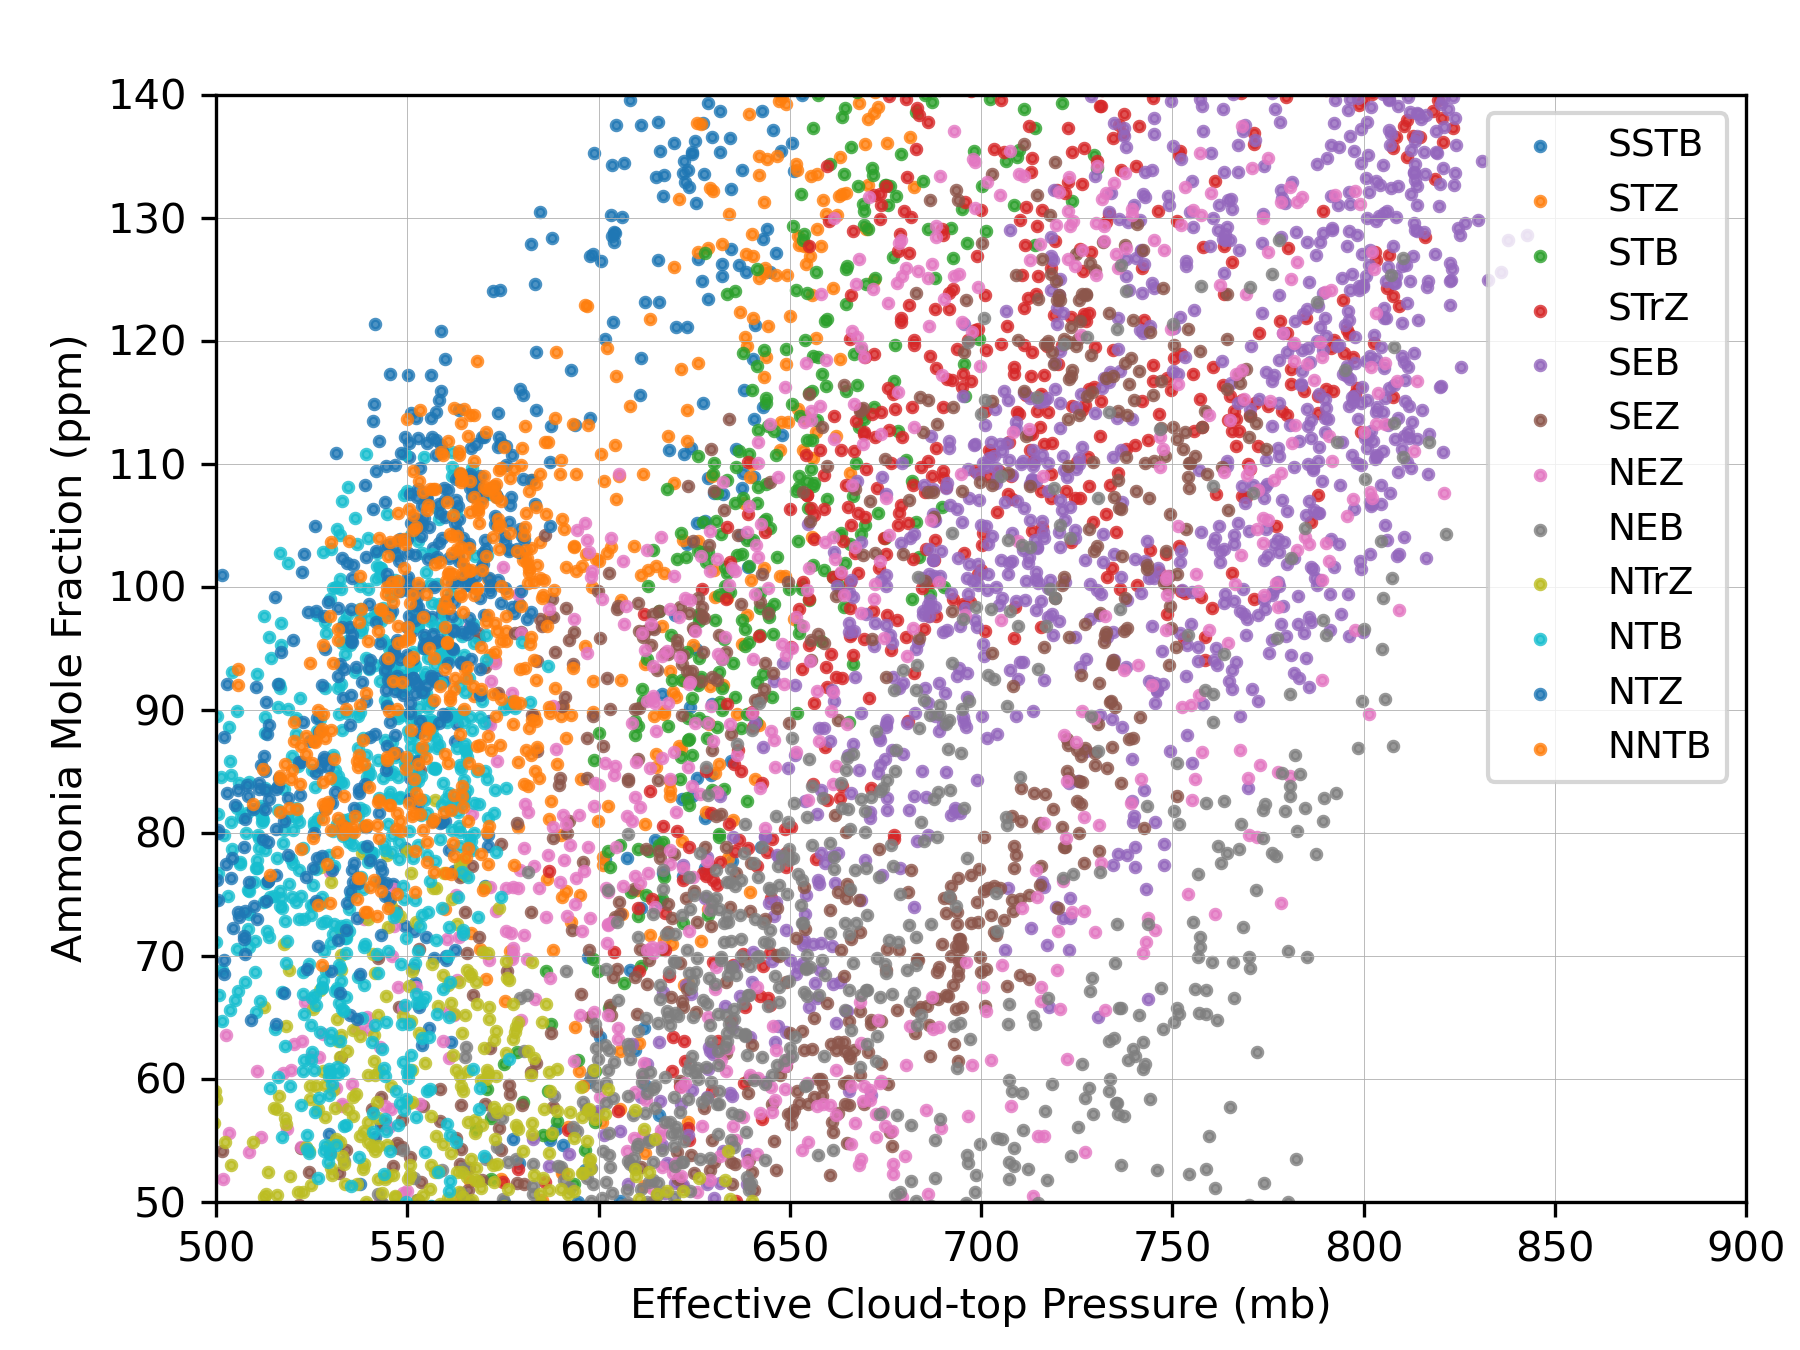 140
130
120
110
100
90
80
70
60
50
Ammonia Mole Fraction (ppm)
500 550 600 650 700 750 800 850 900
Effective Cloud-top Pressure (mb)
SSTB
STZ
STB
STrZ
SEB
SEZ
NEZ
NEB
NTrZ
NTB
NTZ
NNTB